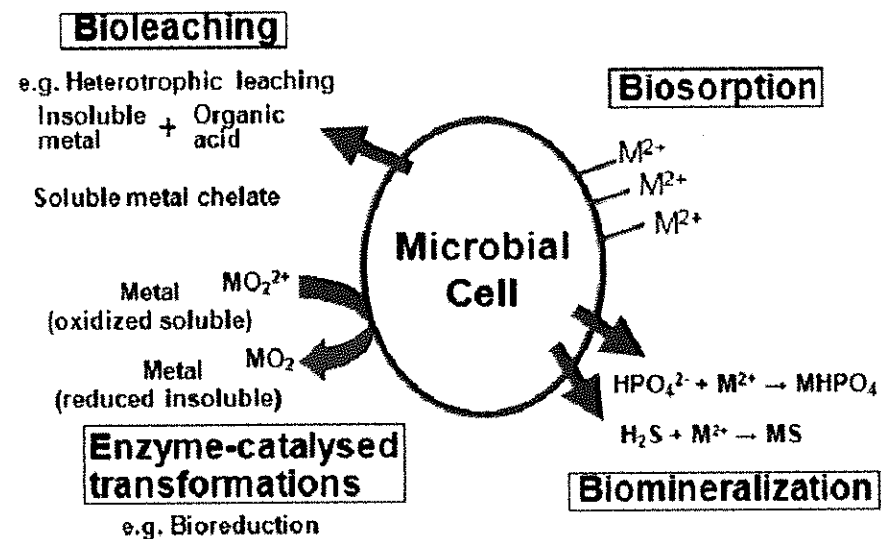 Bioleaching
e.g. Heterotrophic leaching
Insoluble metal + Organic acid
Soluble metal chelate
Biosorption
M²⁺
M²⁺
M²⁺
Microbial
Cell
Metal MO₂²⁺
(oxidized soluble)
Metal MO₂
(reduced insoluble)
Enzyme-catalysed
transformations
e.g. Bioreduction
HPO₄²⁻ + M²⁺ → MHPO₄
H₂S + M²⁺ → MS
Biomineralization